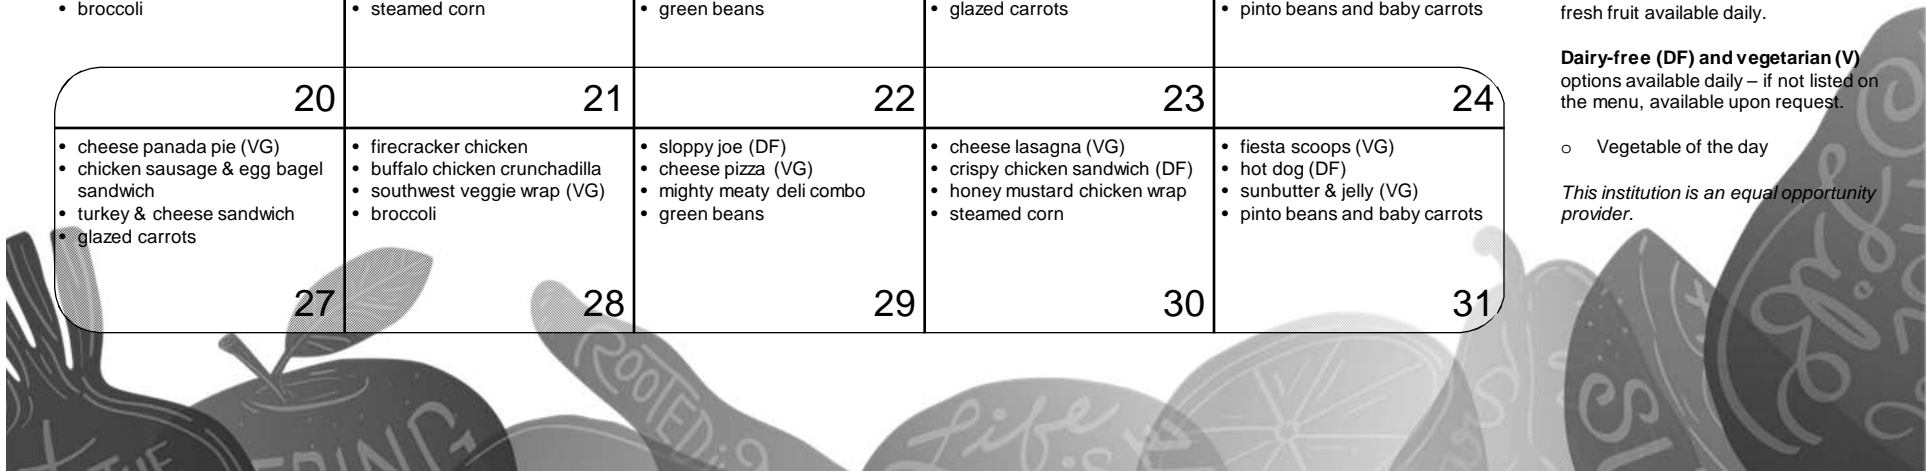 • broccoli
• steamed corn
• green beans
• glazed carrots
• pinto beans and baby carrots
20
21
22
23
24
• cheese panada pie (VG)
• chicken sausage & egg bagel
sandwich
• turkey & cheese sandwich
• glazed carrots
• firecracker chicken
• buffalo chicken crunchadilla
• southwest veggie wrap (VG)
• broccoli
• sloppy joe (DF)
• cheese pizza (VG)
• mighty meaty deli combo
• green beans
• cheese lasagna (VG)
• crispy chicken sandwich (DF)
• honey mustard chicken wrap
• steamed corn
• fiesta scoops (VG)
• hot dog (DF)
• sunbutter & jelly (VG)
• pinto beans and baby carrots
27
28
29
30
31
fresh fruit available daily.
Dairy-free (DF) and vegetarian (V)
options available daily – if not listed on
the menu, available upon request.
o Vegetable of the day
This institution is an equal opportunity
provider.
THE
ROOTED
Life